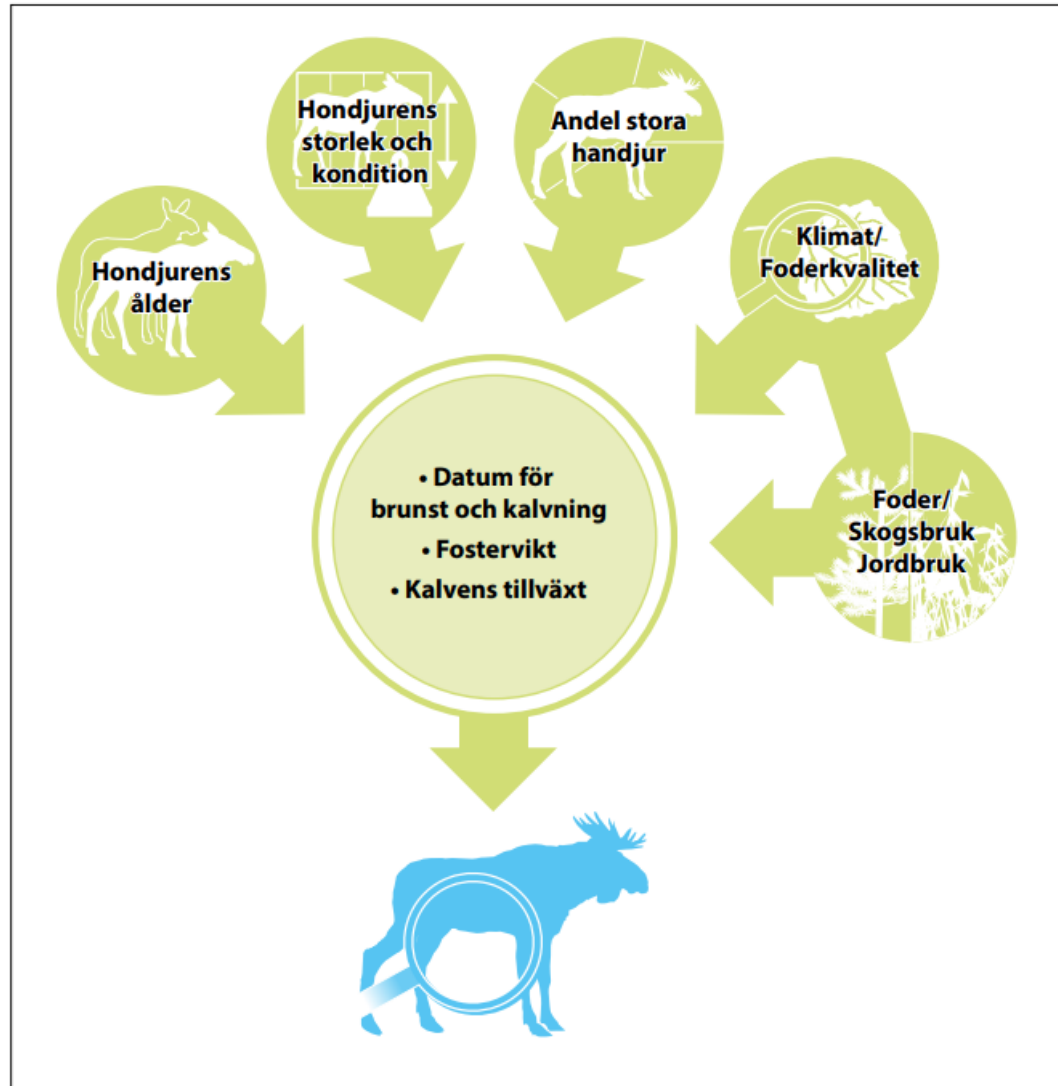 Hondjurens
storlek och
kondition
Andel stora
handjur
Klimat/
Foderkvalitet
Hondjurens
ålder
• Datum för
brunst och kalvning
• Fostervikt
• Kalvens tillväxt
Foder/
Skogsbruk
Jordbruk